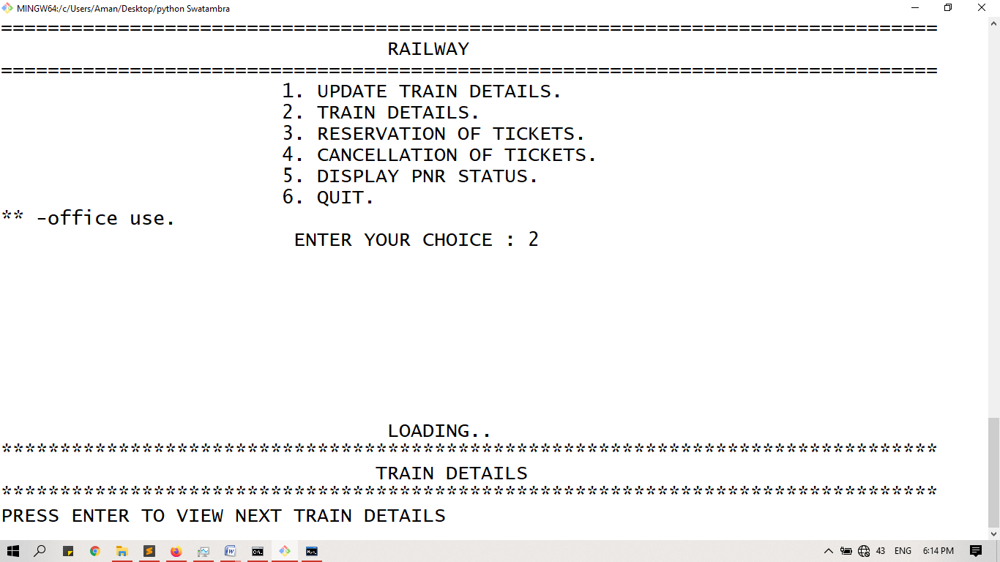 MINGW64:/c/Users/Aman/Desktop/python Swatambra
================================================================================
RAILWAY
================================================================================
1. UPDATE TRAIN DETAILS.
2. TRAIN DETAILS.
3. RESERVATION OF TICKETS.
4. CANCELLATION OF TICKETS.
5. DISPLAY PNR STATUS.
6. QUIT.
** -office use.
ENTER YOUR CHOICE : 2
LOADING..
********************************************************************************
TRAIN DETAILS
********************************************************************************
PRESS ENTER TO VIEW NEXT TRAIN DETAILS
43 ENG 6:14 PM